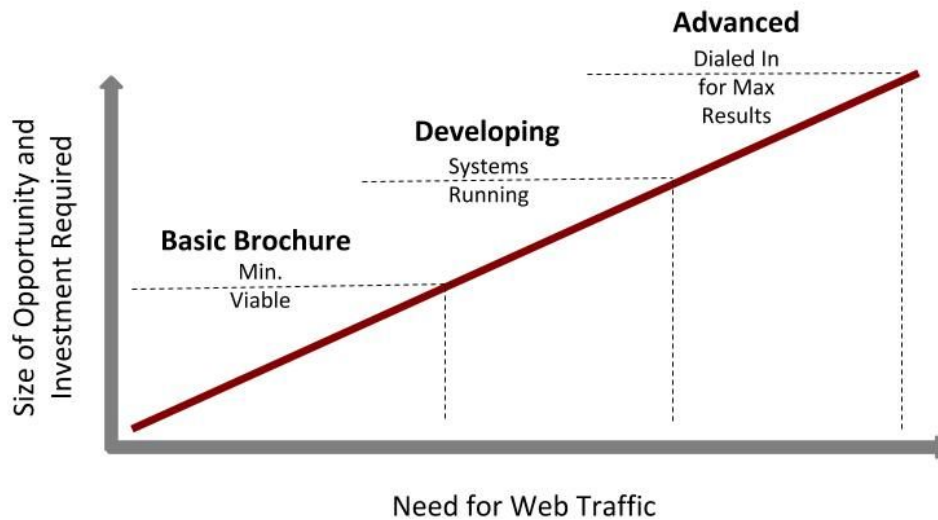 Advanced
Dialed In
for Max
Results
Developing
Systems
Running
Basic Brochure
Min.
Viable
Size of Opportunity and
Investment Required
Need for Web Traffic